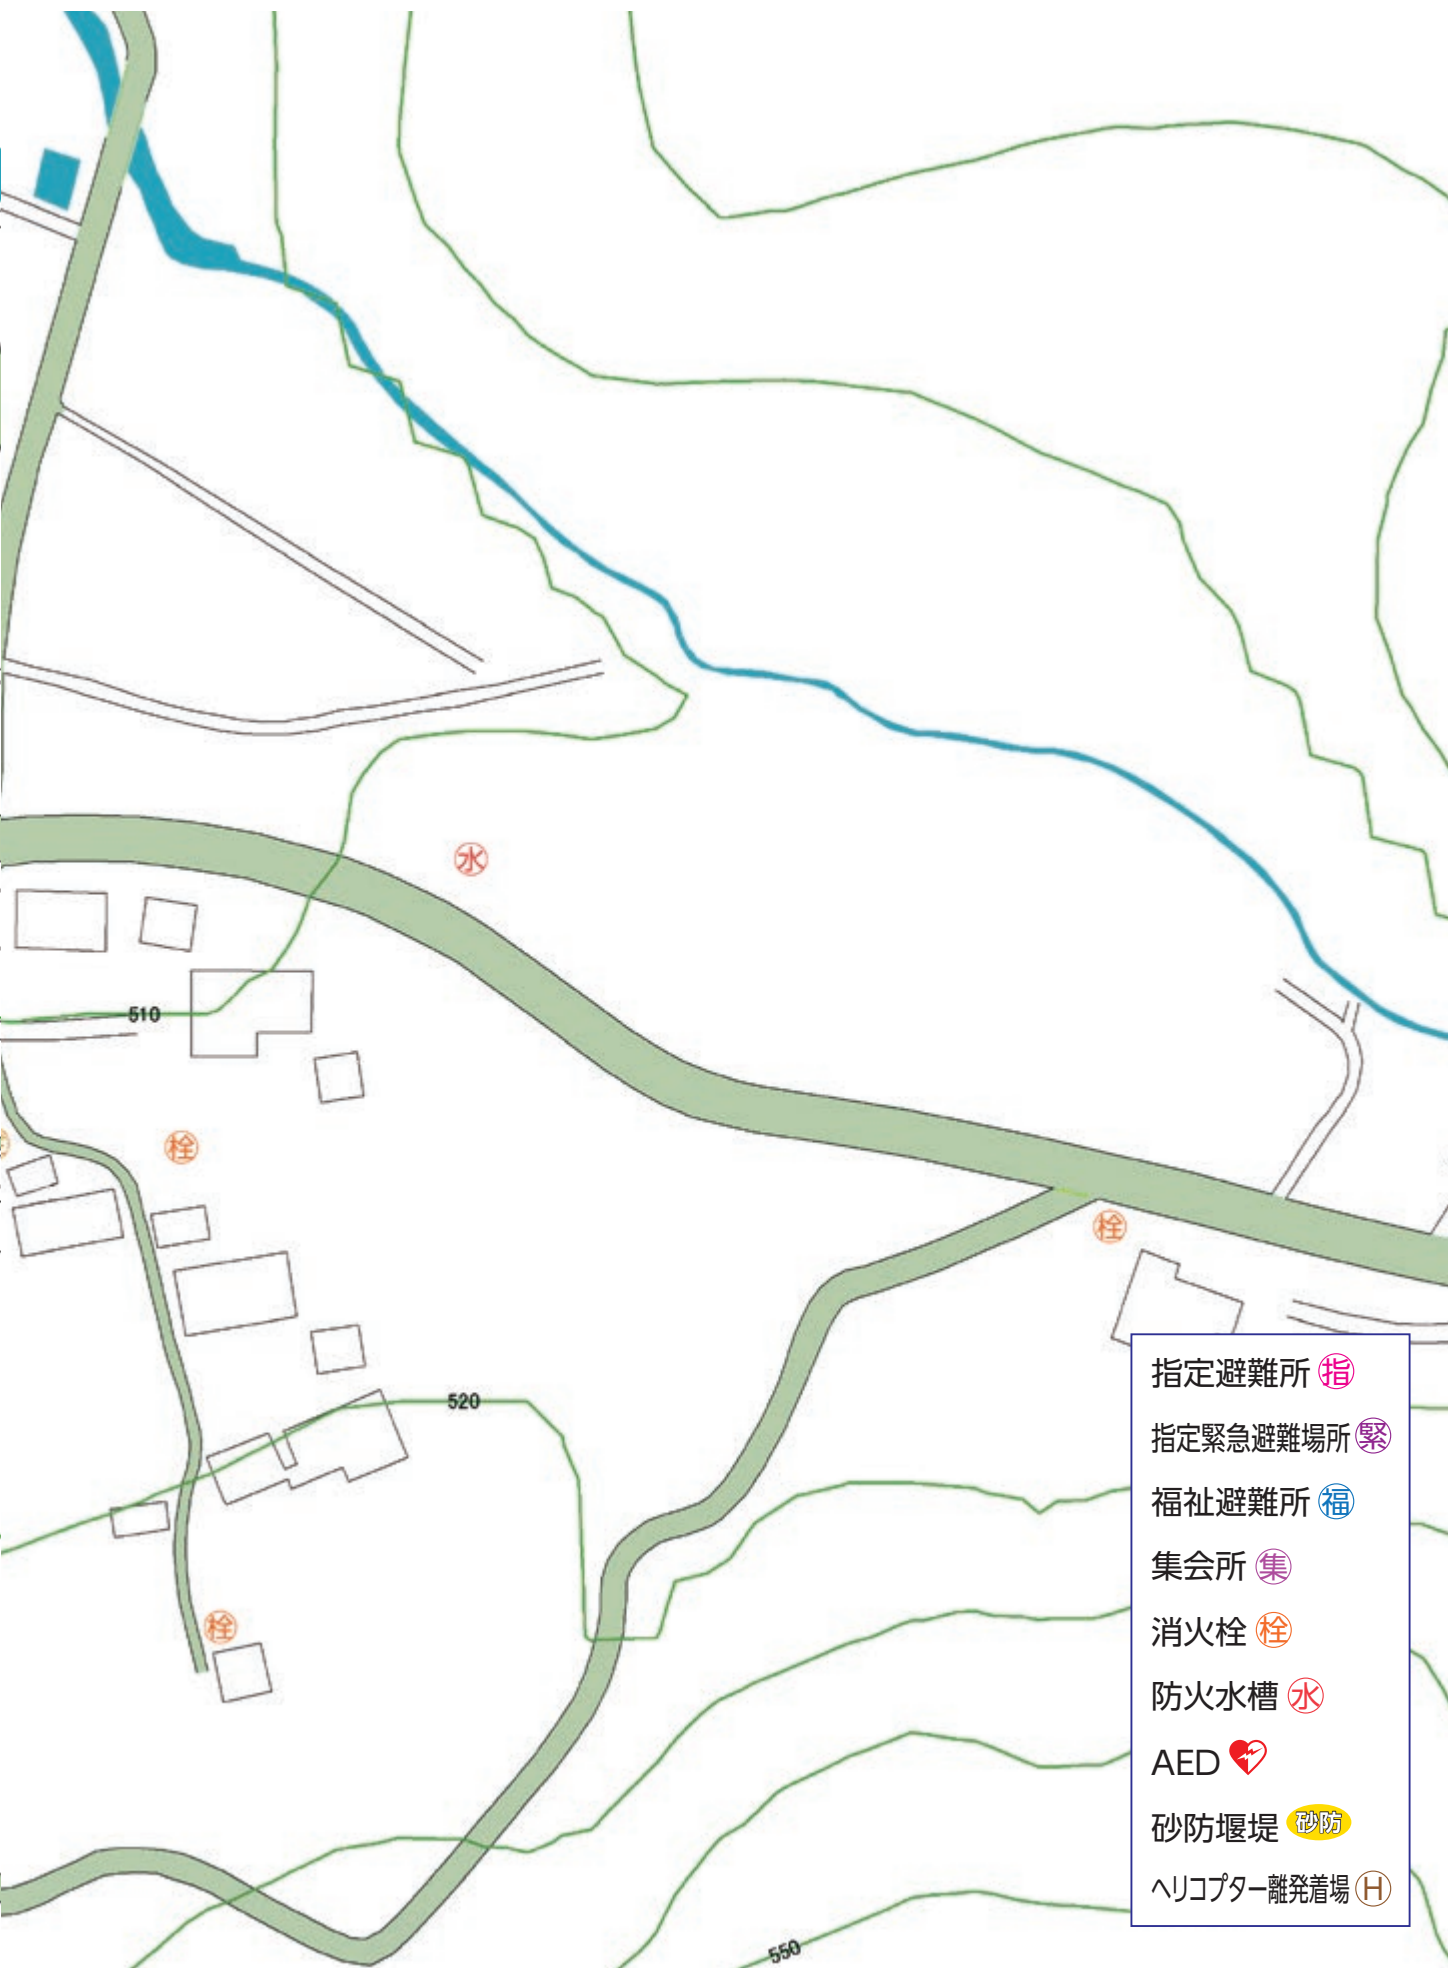 水
510
栓
栓
520
栓
550
指定避難所 指
指定緊急避難場所 緊
福祉避難所 福
集会所 集
消火栓 栓
防火水槽 水
AED
砂防堰堤 砂防
ヘリコプター離発着場 H